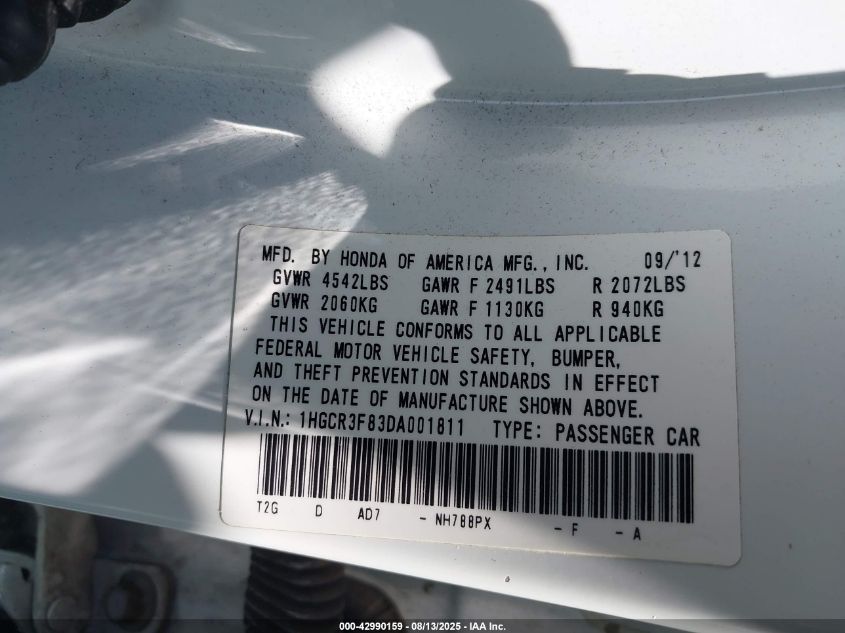 MFD. BY HONDA OF AMERICA MFG., INC. 09/'12
GVWR 4542LBS GAWR F 2491LBS R 2072LBS
GVWR 2060KG GAWR F 1130KG R 940KG
THIS VEHICLE CONFORMS TO ALL APPLICABLE
FEDERAL MOTOR VEHICLE SAFETY, BUMPER,
AND THEFT PREVENTION STANDARDS IN EFFECT
ON THE DATE OF MANUFACTURE SHOWN ABOVE.
V.I.N.: 1HGCR3F83DA001811 TYPE: PASSENGER CAR
T2G D AD7 - NH788PX - F - A
000-42990159 - 08/13/2025 - IAA Inc.